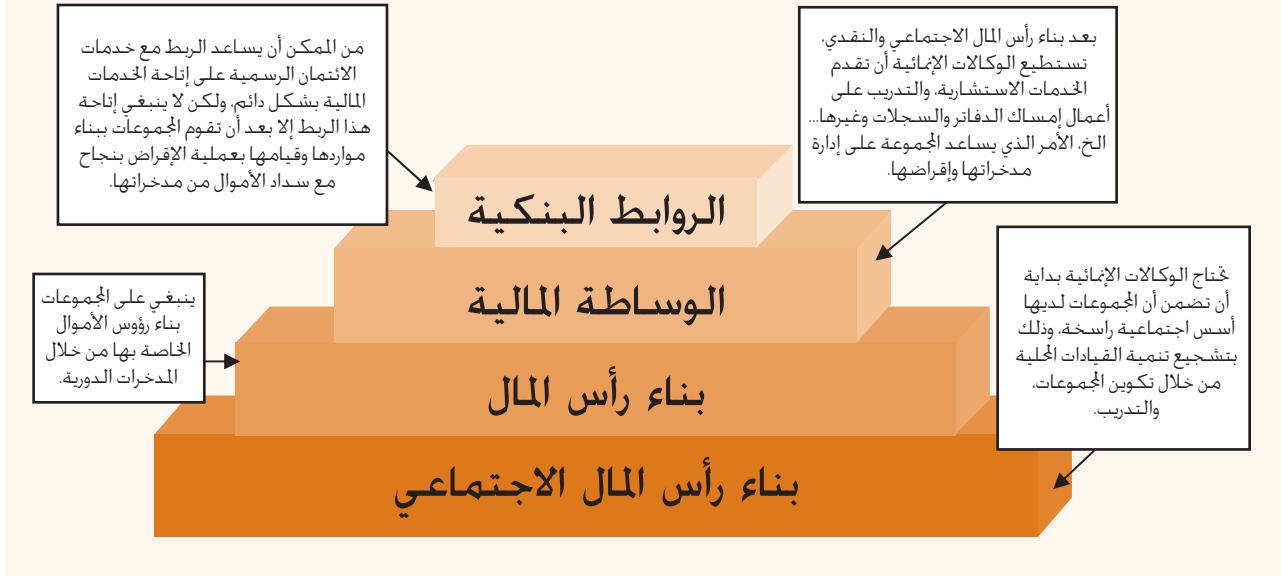 بعد بناء رأس المال الاجتماعي والنقدي،
تستطيع الوكالات الإنمائية أن تقدم
الخدمات الاستشارية، والتدريب على
أعمال إمساك الدفاتر والسجلات وغيرها...
الخ، الأمر الذي يساعد المجموعة على إدارة
مدخراتها وإقراضها.
من الممكن أن يساعد الربط مع خدمات
الائتمان الرسمية على إتاحة الخدمات
المالية بشكل دائم، ولكن لا ينبغي إتاحة
هذا الربط إلا بعد أن تقوم المجموعات ببناء
مواردها وقيامها بعملية الإقراض بنجاح
مع سداد الأموال من مدخراتها.
الروابط البنكية
الوساطة المالية
تحتاج الوكالات الإنمائية بداية
أن تضمن أن المجموعات لديها
أسس اجتماعية راسخة، وذلك
بتشجيع تنمية القيادات المحلية
من خلال تكوين المجموعات،
والتدريب.
ينبغي على المجموعات
بناء رؤوس الأموال
الخاصة بها من خلال
المدخرات الدورية.
بناء رأس المال
بناء رأس المال الاجتماعي